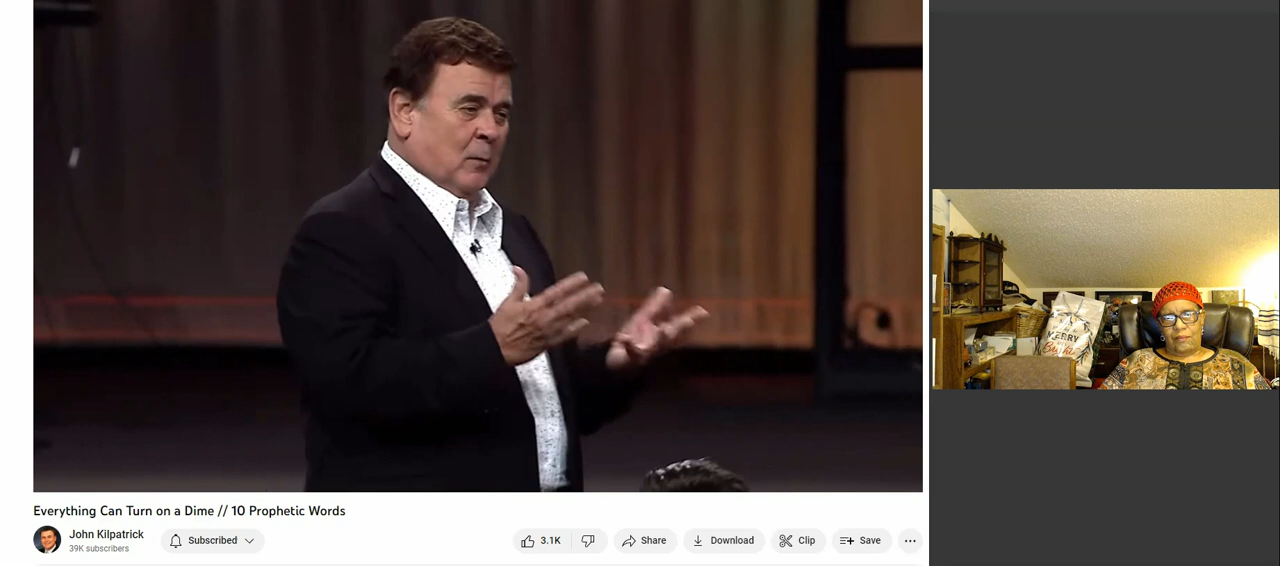 Everything Can Turn on a Dime // 10 Prophetic Words
John Kilpatrick
39K subscribers
Subscribed
3.1K
Share
Download
Clip
Save
MERRY